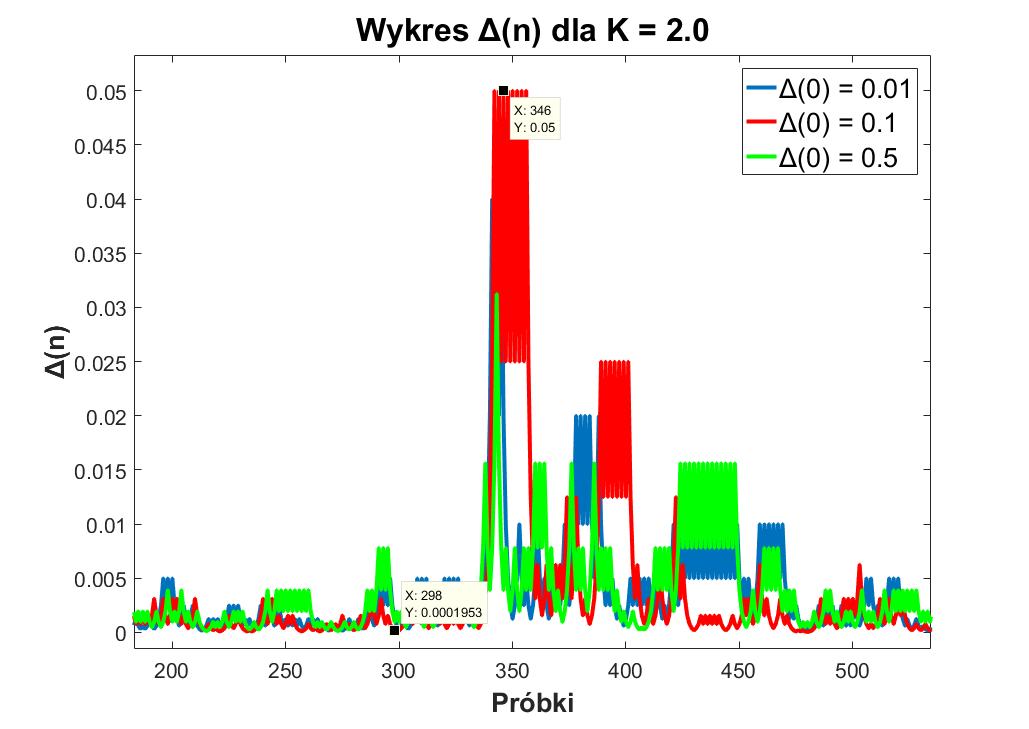 Wykres Δ(n) dla K = 2.0
Δ(0) = 0.01
Δ(0) = 0.1
Δ(0) = 0.5
X: 346
Y: 0.05
X: 298
Y: 0.0001953
Δ(n)
0.05
0.045
0.04
0.035
0.03
0.025
0.02
0.015
0.01
0.005
0
200 250 300 350 400 450 500
Próbki